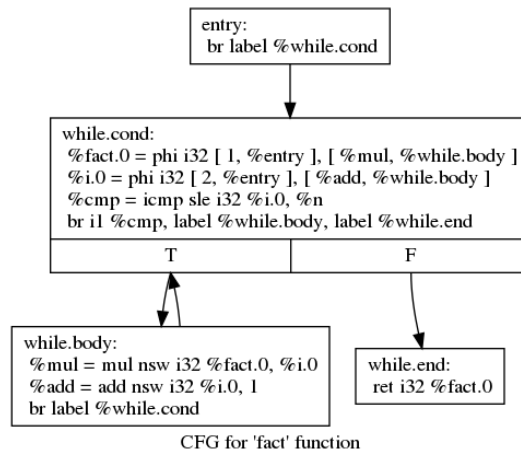 entry:
br label %while.cond
while.cond:
%fact.0 = phi i32 [ 1, %entry ], [ %mul, %while.body ]
%i.0 = phi i32 [ 2, %entry ], [ %add, %while.body ]
%cmp = icmp sle i32 %i.0, %n
br i1 %cmp, label %while.body, label %while.end
T F
while.body:
%mul = mul nsw i32 %fact.0, %i.0
%add = add nsw i32 %i.0, 1
br label %while.cond
while.end:
ret i32 %fact.0
CFG for 'fact' function